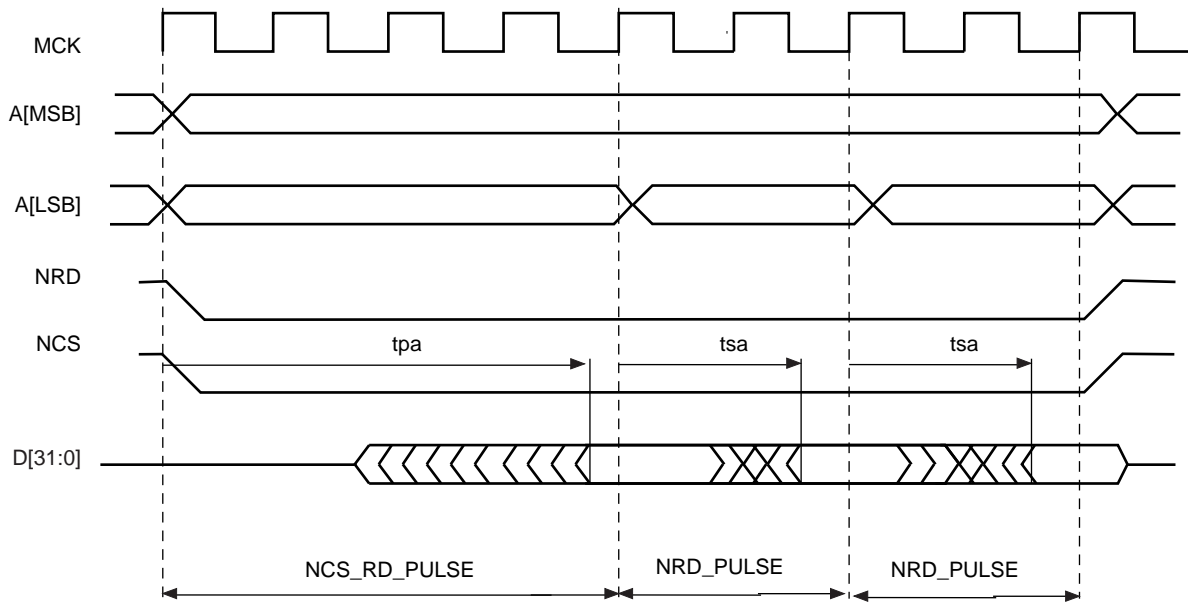 MCK
A[MSB]
A[LSB]
NRD
NCS
tpa
tsa
tsa
D[31:0]
NCS_RD_PULSE
NRD_PULSE
NRD_PULSE